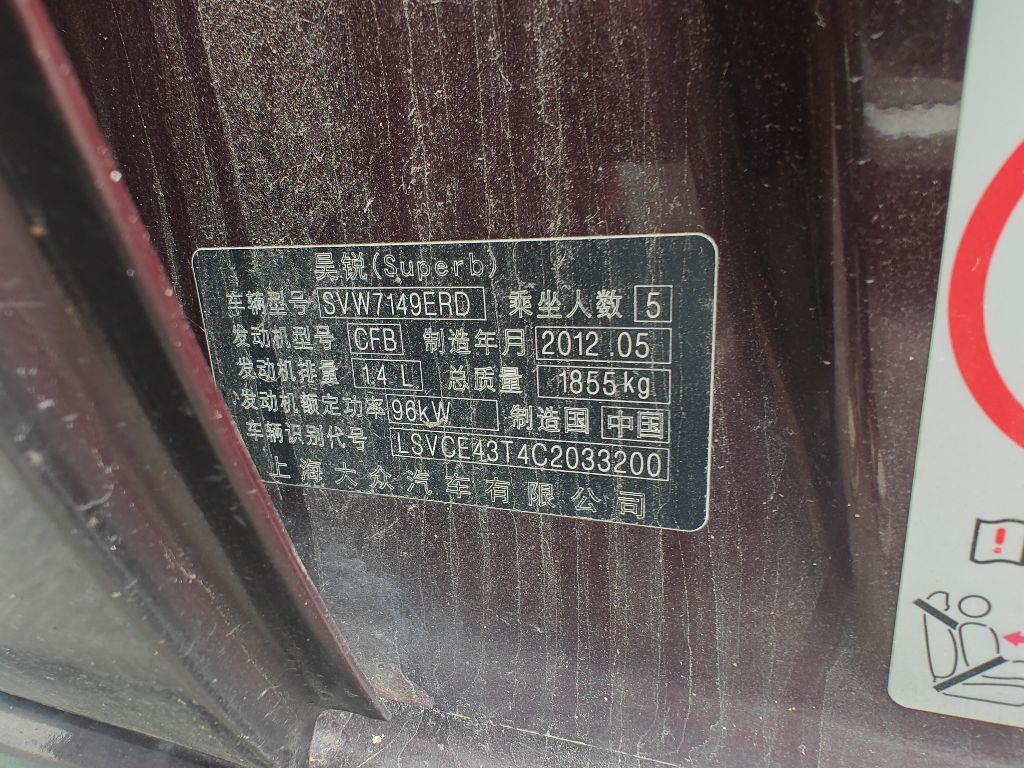 昊锐(Superb)
车辆型号 SVW7149ERD 乘坐人数 5
发动机型号 CFB 制造年月 2012.05
发动机排量 1.4 L 总质量 1855kg
发动机额定功率 96kW 制造国 中国
车辆识别代号 LSVCE43T4C2033200
上海大众汽车有限公司